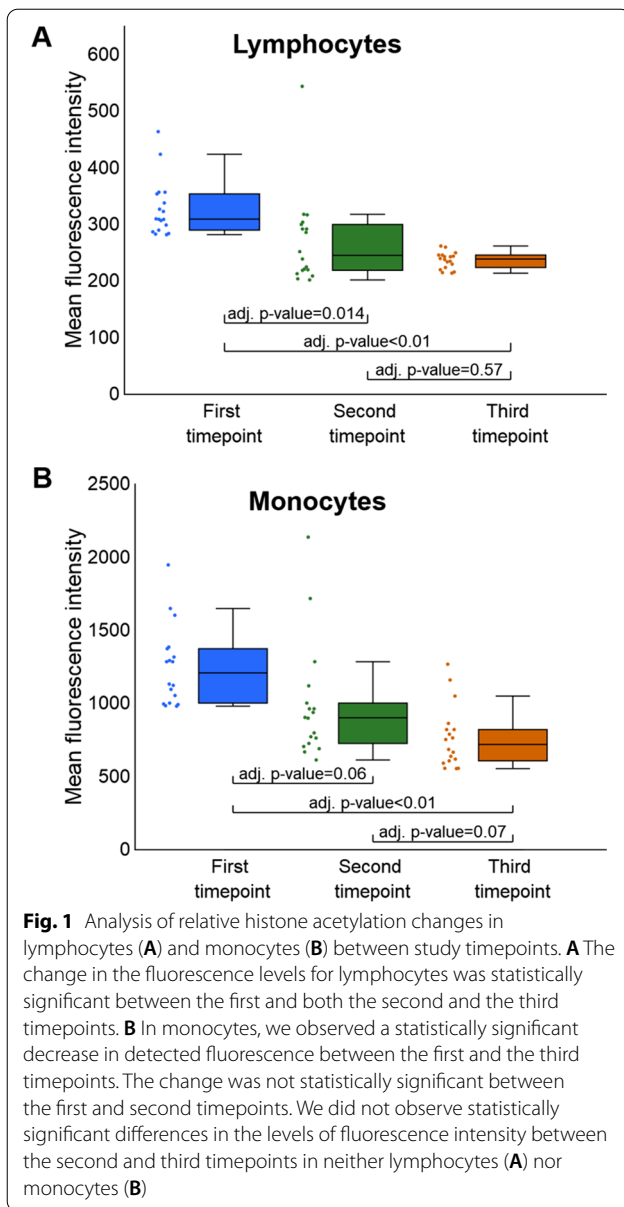 A
Lymphocytes
Mean fluorescence intensity
600
400
300
200
100
0
adj. p-value=0.014
adj. p-value<0.01
adj. p-value=0.57
First
timepoint
Second
timepoint
Third
timepoint
B
Monocytes
Mean fluorescence intensity
2500
2000
1500
1000
500
0
adj. p-value=0.06
adj. p-value<0.01
adj. p-value=0.07
First
timepoint
Second
timepoint
Third
timepoint
Fig. 1 Analysis of relative histone acetylation changes in
lymphocytes (A) and monocytes (B) between study timepoints. A The
change in the fluorescence levels for lymphocytes was statistically
significant between the first and both the second and the third
timepoints. B In monocytes, we observed a statistically significant
decrease in detected fluorescence between the first and the third
timepoints. The change was not statistically significant between
the first and second timepoints. We did not observe statistically
significant differences in the levels of fluorescence intensity between
the second and third timepoints in neither lymphocytes (A) nor
monocytes (B)